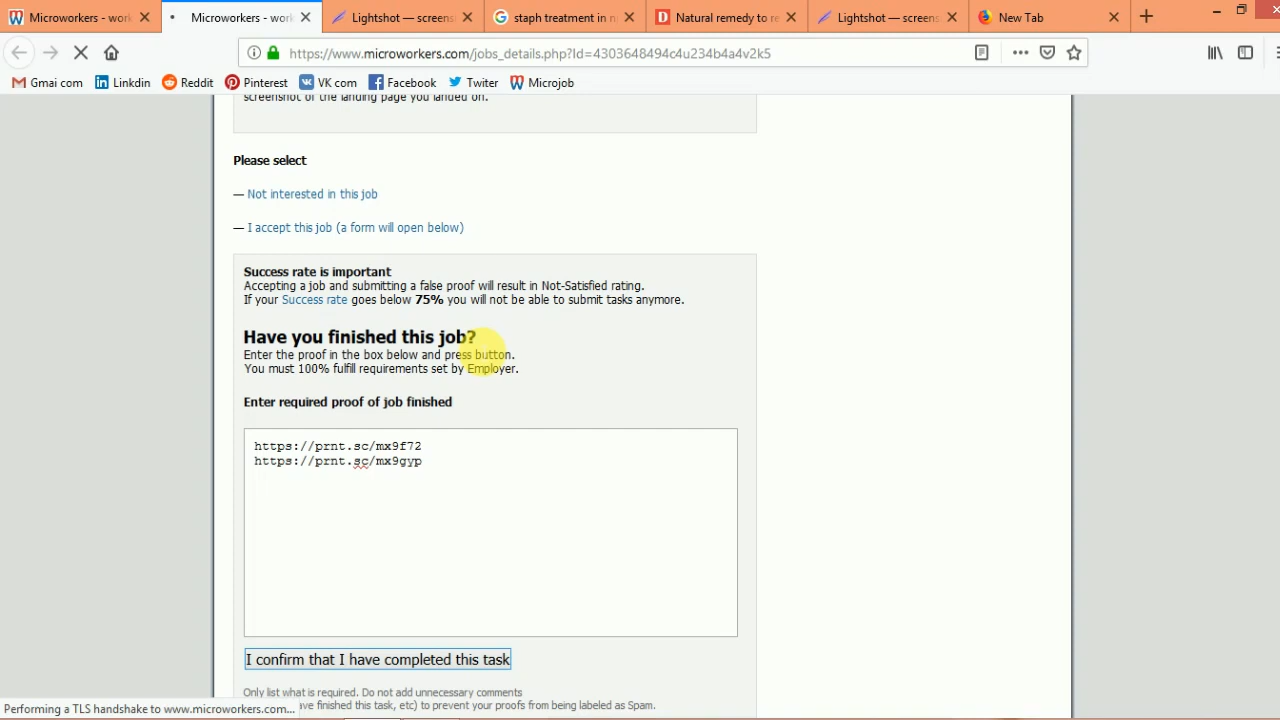 Microworkers - work
Microworkers - work
Lightshot — screens
staph treatment in n
Natural remedy to re
Lightshot — screens
New Tab
https://www.microworkers.com/jobs_details.php?Id=4303648494c4u234b4a4v2k5
Gmai com
Linkdin
Reddit
Pinterest
VK com
Facebook
Twiter
Microjob
screenshot of the landing page you landed on.
Please select
— Not interested in this job
— I accept this job (a form will open below)
Success rate is important
Accepting a job and submitting a false proof will result in Not-Satisfied rating.
If your Success rate goes below 75% you will not be able to submit tasks anymore.
Have you finished this job?
Enter the proof in the box below and press button.
You must 100% fulfill requirements set by Employer.
Enter required proof of job finished
https://prnt.sc/mx9f72
https://prnt.sc/mx9gyp
I confirm that I have completed this task
Only list what is required. Do not add unnecessary comments
ve finished this task, etc) to prevent your proofs from being labeled as Spam.
Performing a TLS handshake to www.microworkers.com...